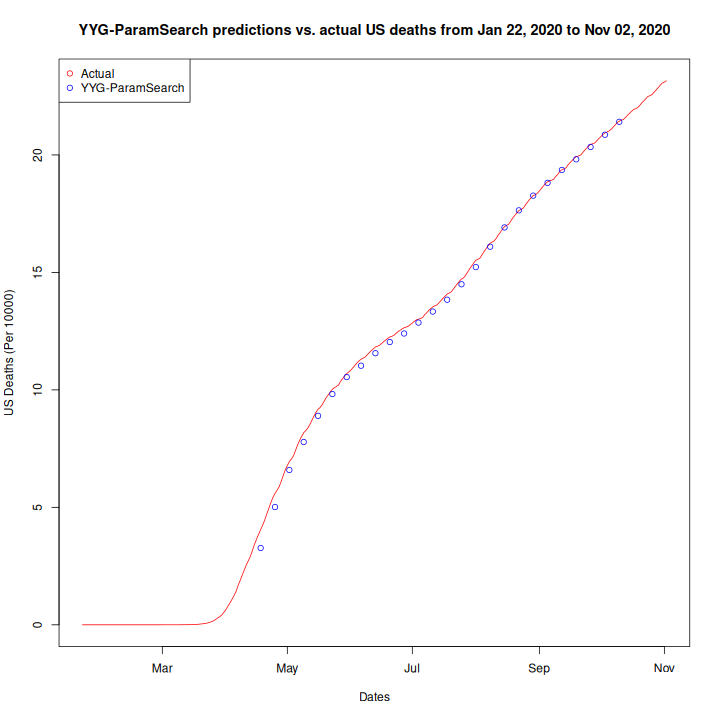 YYG-ParamSearch predictions vs. actual US deaths from Jan 22, 2020 to Nov 02, 2020
Actual
YYG-ParamSearch
20
15
10
5
0
US Deaths (Per 10000)
Mar May Jul Sep Nov
Dates